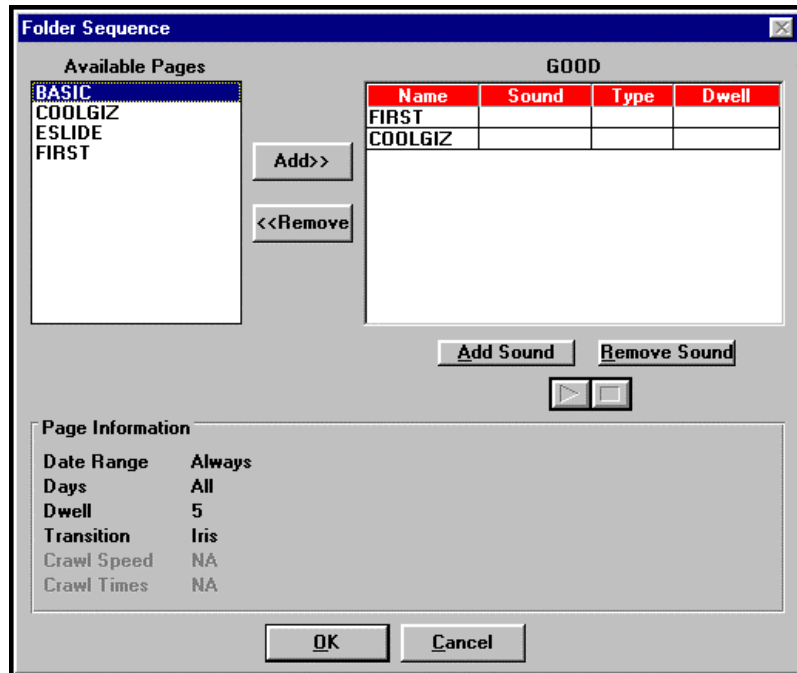 Folder Sequence
Available Pages
GOOD
BASIC
COOLGIZ
ESLIDE
FIRST
Add>>
<<Remove
Name Sound Type Dwell
FIRST
COOLGIZ
Add Sound Remove Sound
Page Information
Date Range Always
Days All
Dwell 5
Transition Iris
Crawl Speed NA
Crawl Times NA
OK Cancel